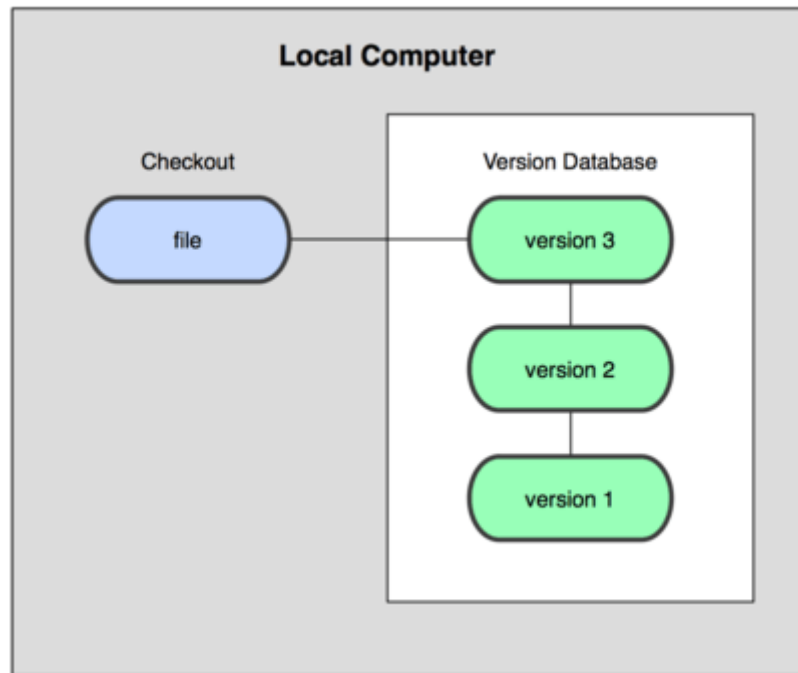 Local Computer
Checkout
Version Database
file
version 3
version 2
version 1